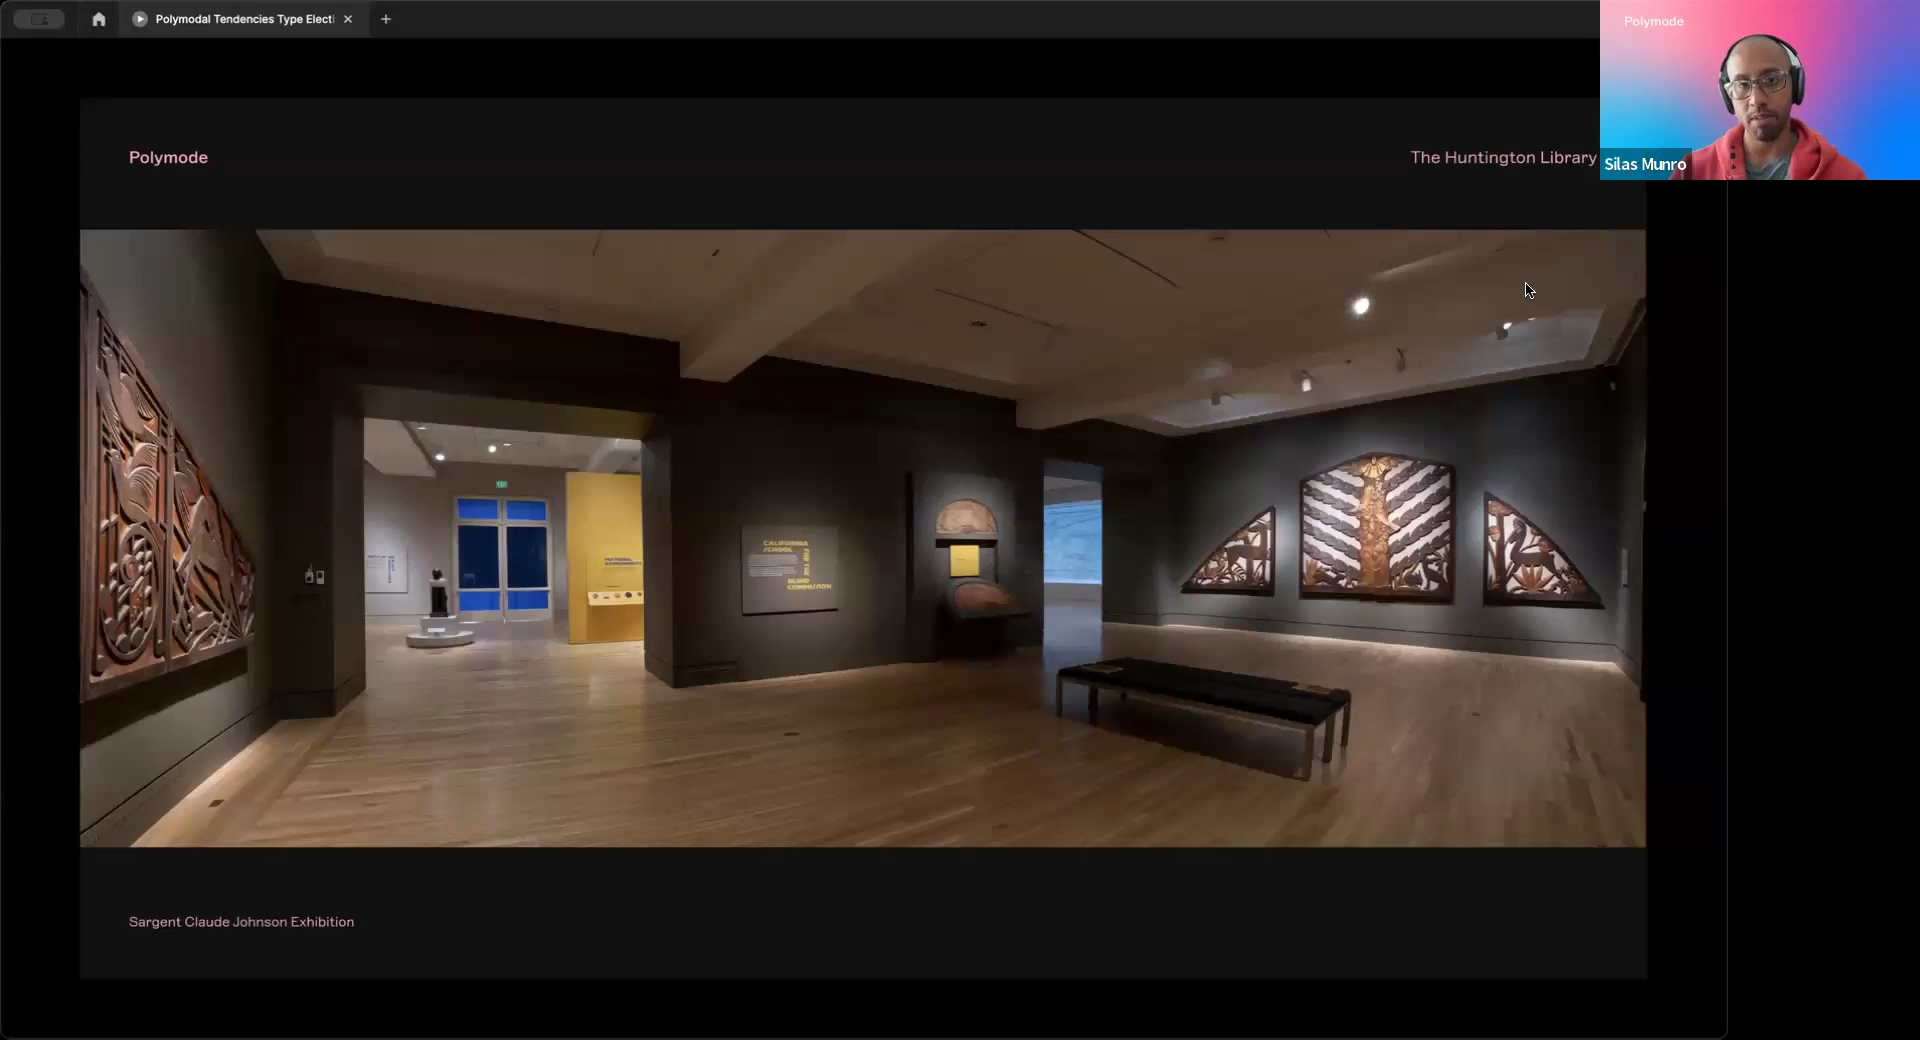 Polymodal Tendencies Type Electi
Polymode
Silas Munro
Polymode
The Huntington Library
CALIFORNIA
SCHOOL
FOR THE
BLIND
COMMISSION
Sargent Claude Johnson Exhibition